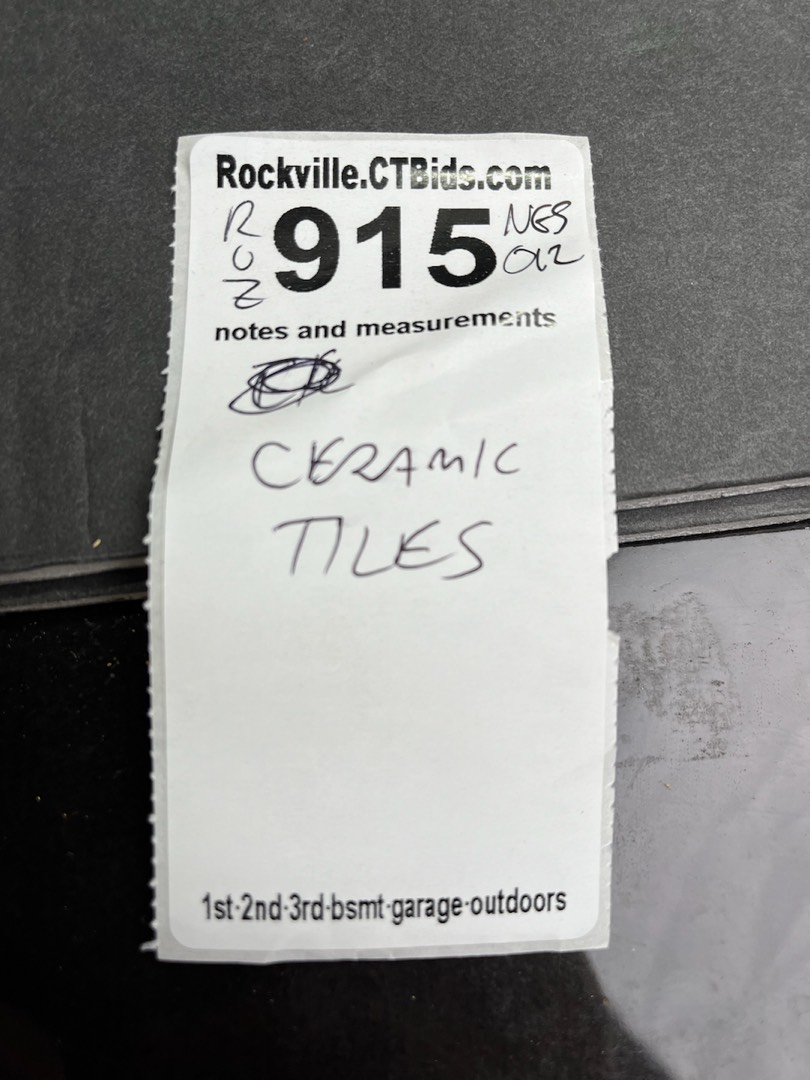 Rockville.CTBids.com
915
notes and measurements
CERAMIC
TILES
1st·2nd·3rd·bsmt·garage·outdoors